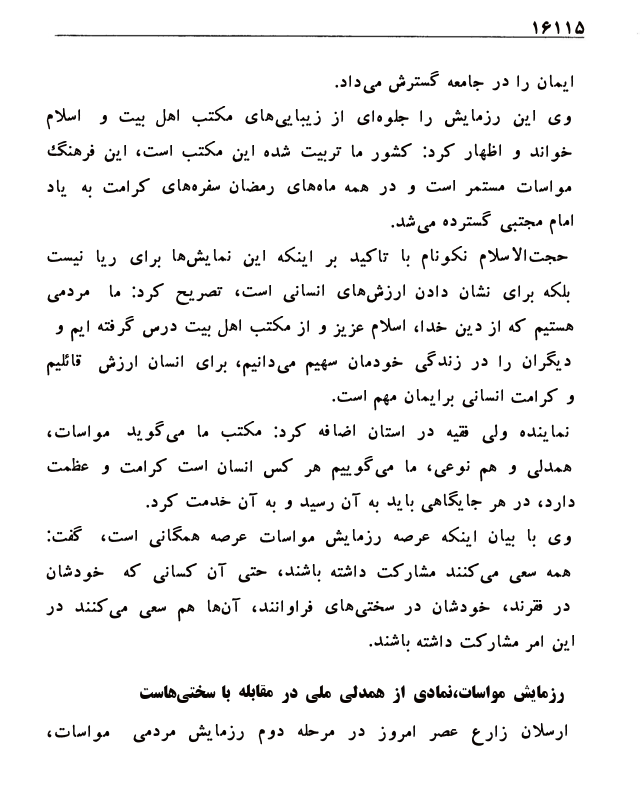 ۱۶۱۱۵
ایمان را در جامعه گسترش می‌داد.
وی این رزمایش را جلوه‌ای از زیبایی‌های مکتب اهل بیت و اسلام
خواند و اظهار کرد: کشور ما تربیت شده این مکتب است، این فرهنگ
مواسات مستمر است و در همه ماه‌های رمضان سفره‌های کرامت به یاد
امام مجتبی گسترده می‌شد.
حجت‌الاسلام نکونام با تاکید بر اینکه این نمایش‌ها برای ریا نیست
بلکه برای نشان دادن ارزش‌های انسانی است، تصریح کرد: ما مردمی
هستیم که از دین خدا، اسلام عزیز و از مکتب اهل بیت درس گرفته ایم و
دیگران را در زندگی خودمان سهیم می‌دانیم، برای انسان ارزش قائلیم
و کرامت انسانی برایمان مهم است.
نماینده ولی فقیه در استان اضافه کرد: مکتب ما می‌گوید مواسات،
همدلی و هم نوعی، ما می‌گوییم هر کس انسان است کرامت و عظمت
دارد، در هر جایگاهی باید به آن رسید و به آن خدمت کرد.
وی با بیان اینکه عرصه رزمایش مواسات عرصه همگانی است، گفت:
همه سعی می‌کنند مشارکت داشته باشند، حتی آن کسانی که خودشان
در فقرند، خودشان در سختی‌های فراوانند، آن‌ها هم سعی می‌کنند در
این امر مشارکت داشته باشند.
رزمایش مواسات،نمادی از همدلی ملی در مقابله با سختی‌هاست
ارسلان زارع عصر امروز در مرحله دوم رزمایش مردمی مواسات،